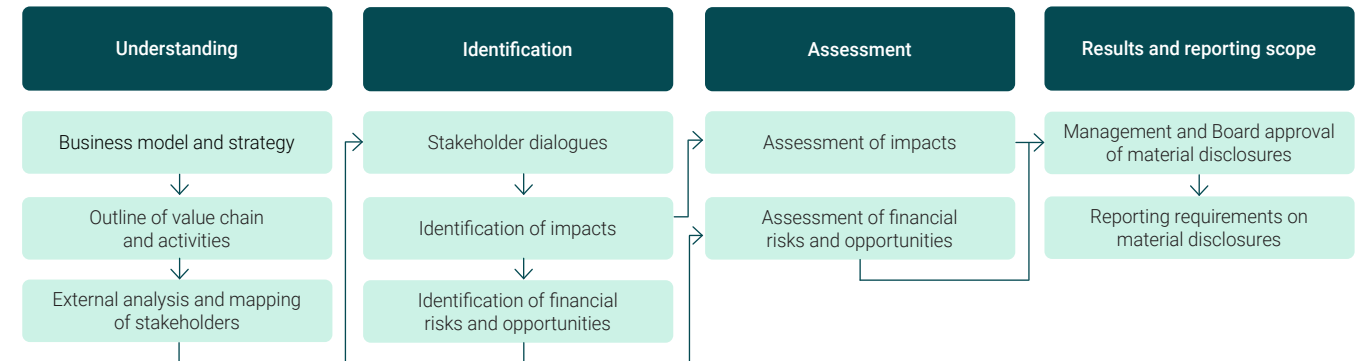 Understanding
Business model and strategy
Outline of value chain
and activities
External analysis and mapping
of stakeholders
Identification
Stakeholder dialogues
Identification of impacts
Identification of financial
risks and opportunities
Assessment
Assessment of impacts
Assessment of financial
risks and opportunities
Results and reporting scope
Management and Board approval
of material disclosures
Reporting requirements on
material disclosures